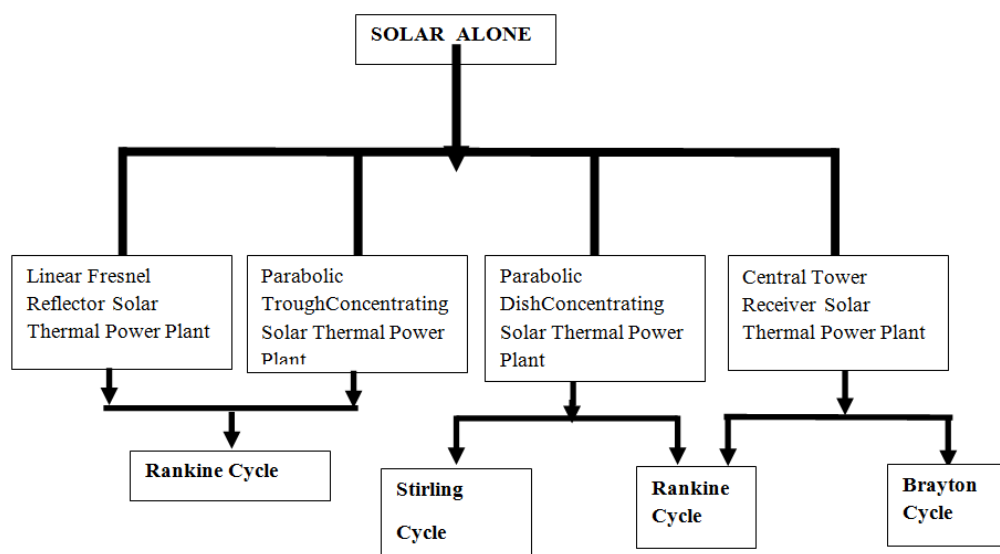 SOLAR ALONE
Linear Fresnel
Reflector Solar
Thermal Power Plant
Parabolic
TroughConcentrating
Solar Thermal Power
Plant
Parabolic
DishConcentrating
Solar Thermal Power
Plant
Central Tower
Receiver Solar
Thermal Power Plant
Rankine Cycle
Stirling
Cycle
Rankine
Cycle
Brayton
Cycle